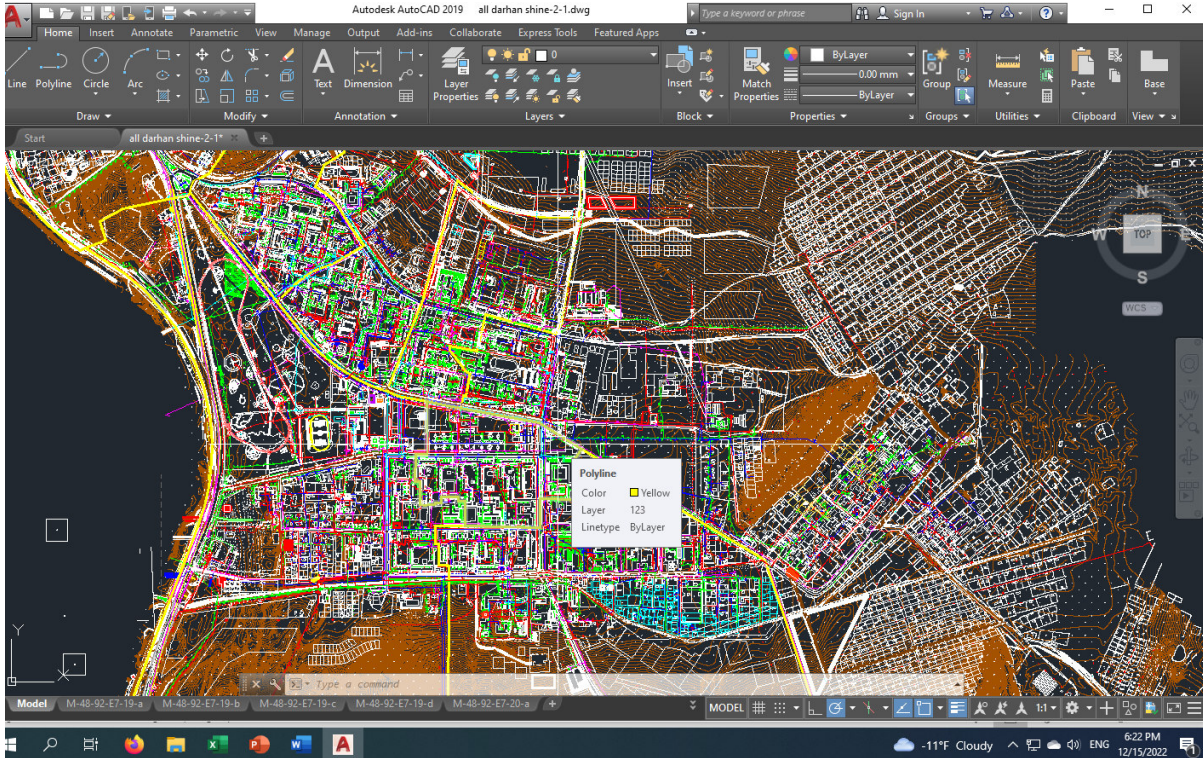 Autodesk AutoCAD 2019 all darhan shine-2-1.dwg
Type a keyword or phrase
Sign In
Home Insert Annotate Parametric View Manage Output Add-ins Collaborate Express Tools Featured Apps
0
ByLayer
0.00 mm
ByLayer
Line Polyline Circle Arc
Text Dimension
Layer Properties
Insert
Match Properties
Group
Measure
Paste
Base
Draw Modify Annotation Layers Block Properties Groups Utilities Clipboard View
Start all darhan shine-2-1*
N
W TOP E
S
WCS
Polyline
Color Yellow
Layer 123
Linetype ByLayer
Y
X
Type a command
Model M-48-92-E7-19-a M-48-92-E7-19-b M-48-92-E7-19-c M-48-92-E7-19-d M-48-92-E7-20-a
MODEL 1:1
-11°F Cloudy ENG 6:22 PM
12/15/2022